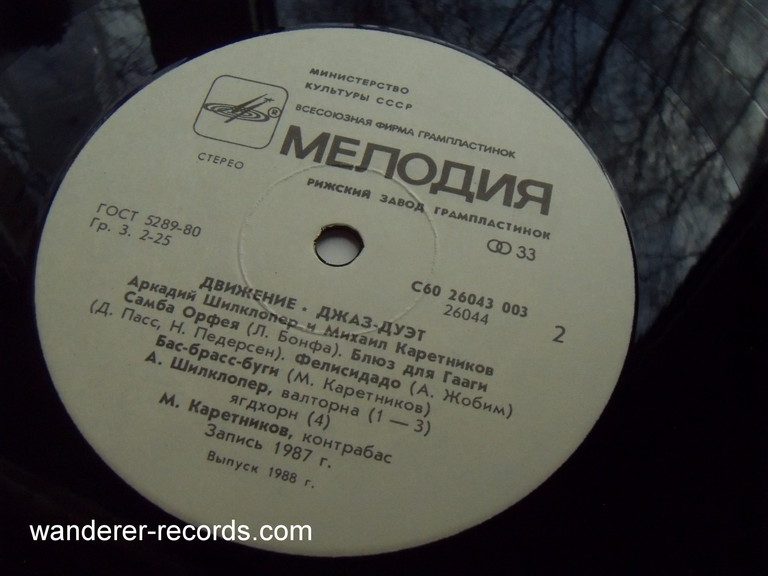 МИНИСТЕРСТВО
КУЛЬТУРЫ СССР
ВСЕСОЮЗНАЯ ФИРМА ГРАМПЛАСТИНОК
МЕЛОДИЯ
®
СТЕРЕО
РИЖСКИЙ ЗАВОД ГРАМПЛАСТИНОК
ГОСТ 5289-80
Гр. 3. 2-25
33
С60 26043 003
26044
2
ДВИЖЕНИЕ · ДЖАЗ-ДУЭТ
Аркадий Шилклопер и Михаил Каретников
Самба Орфея (Л. Бонфа). Блюз для Гааги
(Д. Пасс, Н. Педерсен). Фелисидадо (А. Жобим)
Бас-брасс-буги (М. Каретников)
А. Шилклопер, валторна (1 — 3)
ягдхорн (4)
М. Каретников, контрабас
Запись 1987 г.
Выпуск 1988 г.
wanderer-records.com